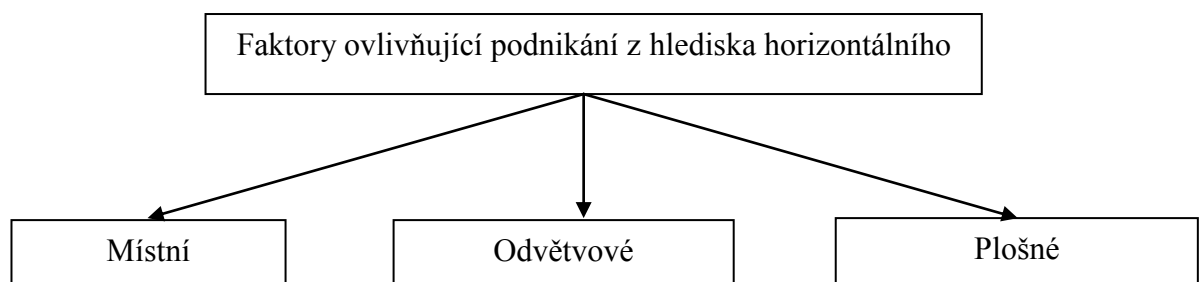 Faktory ovlivňující podnikání z hlediska horizontálního
Místní
Odvětvové
Plošné